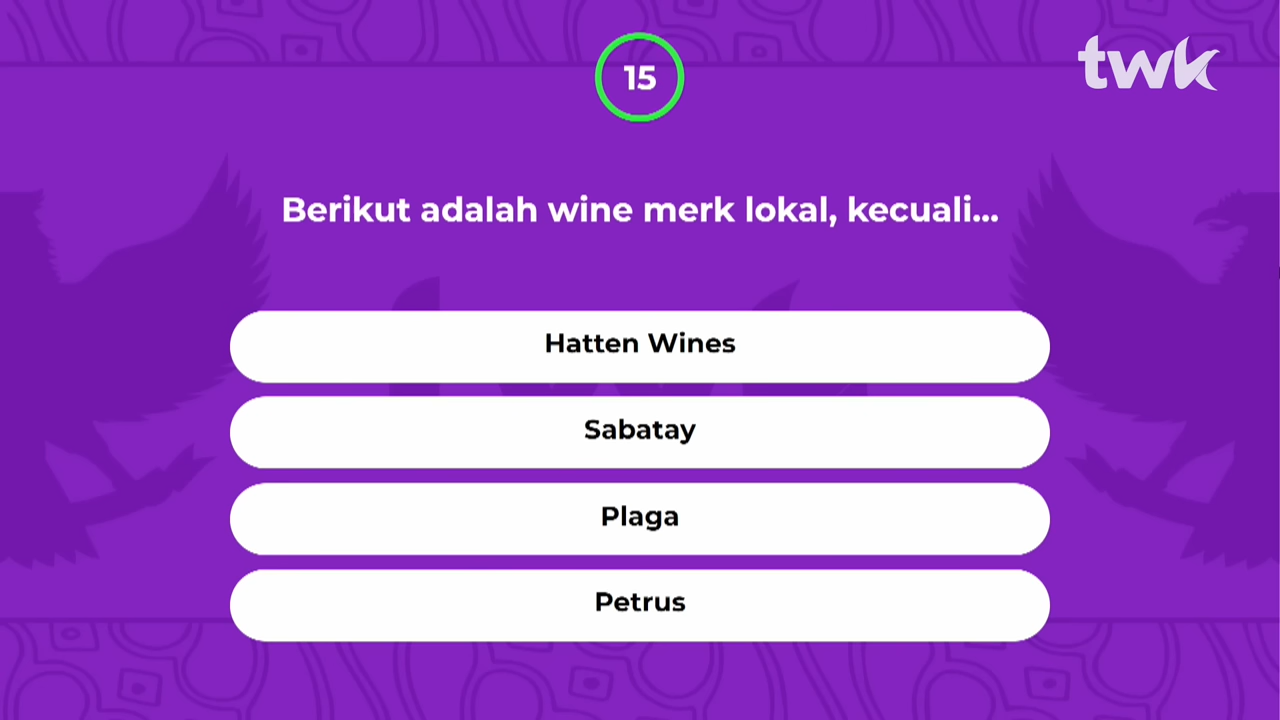 15
twk
Berikut adalah wine merk lokal, kecuali...
Hatten Wines
Sabatay
Plaga
Petrus